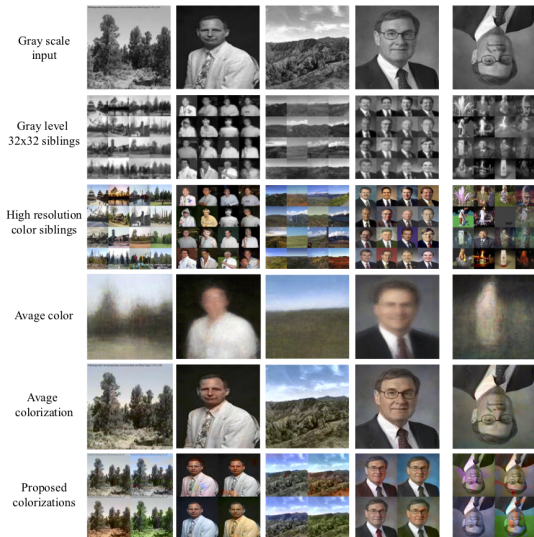 Gray scale
input
Gray level
32x32 siblings
High resolution
color siblings
Avage color
Avage
colorization
Proposed
colorizations